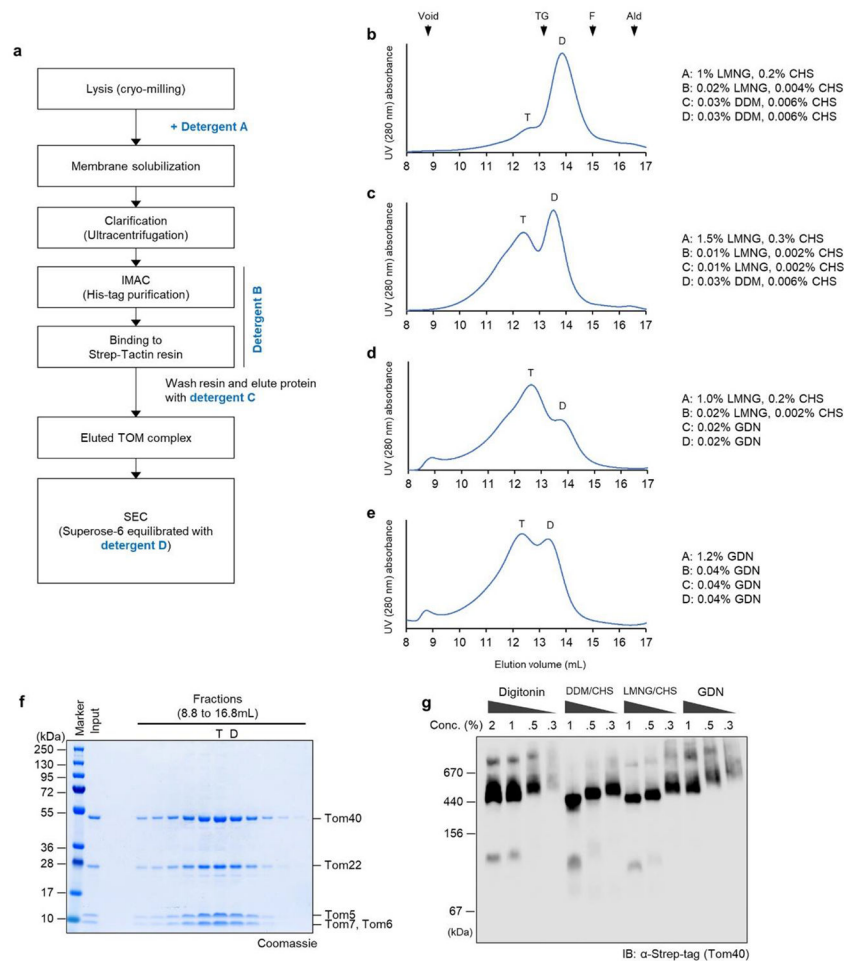 a
Lysis (cryo-milling)
+ Detergent A
Membrane solubilization
Clarification
(Ultracentrifugation)
IMAC
(His-tag purification)
Binding to
Strep-Tactin resin
Detergent B
Wash resin and elute protein
with detergent C
Eluted TOM complex
SEC
(Superose-6 equilibrated with
detergent D)
Void TG F Ald
b
UV (280 nm) absorbance
T D
8 9 10 11 12 13 14 15 16 17
A: 1% LMNG, 0.2% CHS
B: 0.02% LMNG, 0.004% CHS
C: 0.03% DDM, 0.006% CHS
D: 0.03% DDM, 0.006% CHS
c
UV (280 nm) absorbance
T D
8 9 10 11 12 13 14 15 16 17
A: 1.5% LMNG, 0.3% CHS
B: 0.01% LMNG, 0.002% CHS
C: 0.01% LMNG, 0.002% CHS
D: 0.03% DDM, 0.006% CHS
d
UV (280 nm) absorbance
T D
8 9 10 11 12 13 14 15 16 17
A: 1.0% LMNG, 0.2% CHS
B: 0.02% LMNG, 0.002% CHS
C: 0.02% GDN
D: 0.02% GDN
e
UV (280 nm) absorbance
T D
8 9 10 11 12 13 14 15 16 17
Elution volume (mL)
A: 1.2% GDN
B: 0.04% GDN
C: 0.04% GDN
D: 0.04% GDN
f
Marker
Input
Fractions
(8.8 to 16.8mL)
T D
(kDa)
250
130
95
72
55
36
28
17
10
Tom40
Tom22
Tom5
Tom7, Tom6
Coomassie
g
Digitonin DDM/CHS LMNG/CHS GDN
Conc. (%) 2 1 .5 .3 1 .5 .3 1 .5 .3 1 .5 .3
670
440
156
67
(kDa)
IB: α-Strep-tag (Tom40)